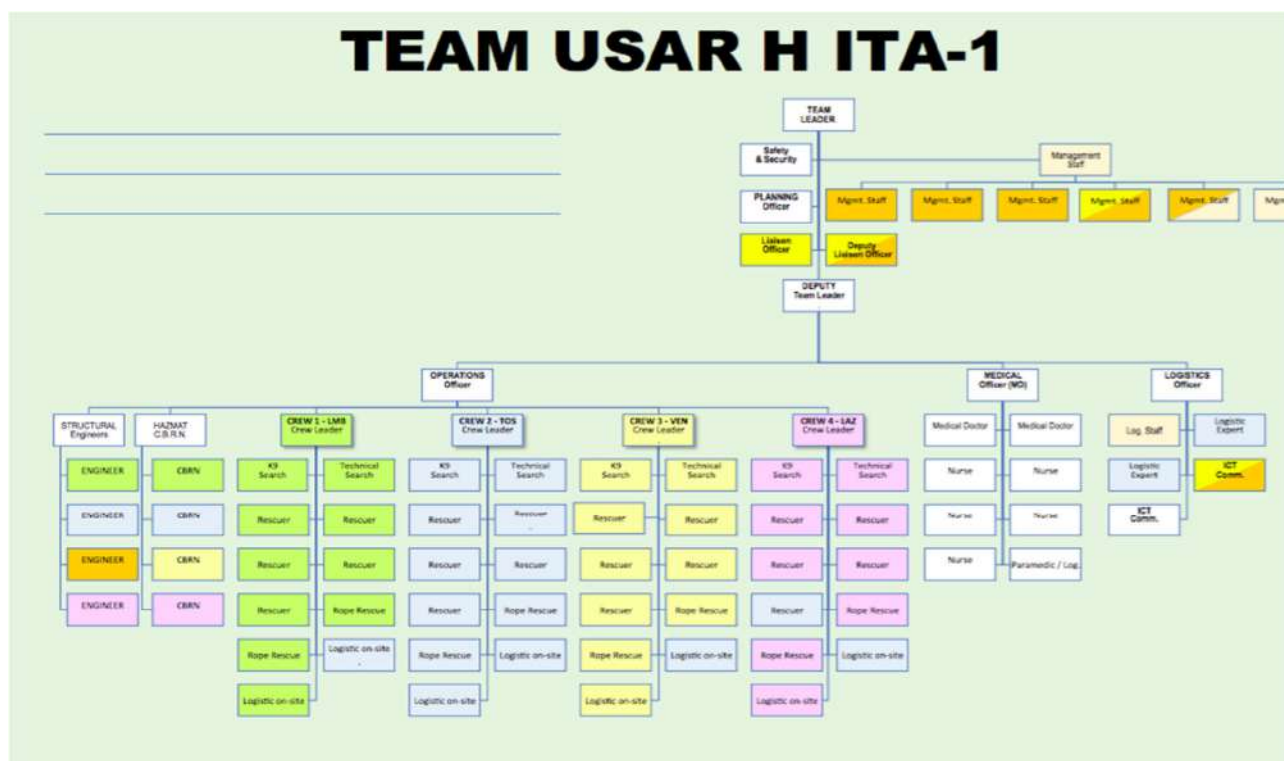 TEAM USAR H ITA-1
TEAM
LEADER
Safety
& Security
Management
Staff
PLANNING
Officer
Mgmt. Staff
Mgmt. Staff
Mgmt. Staff
Mgmt. Staff
Mgmt. Staff
Mgm
Liaison
Officer
Deputy
Liaison Officer
DEPUTY
Team Leader
OPERATIONS
Officer
MEDICAL
Officer (MD)
LOGISTICS
Officer
STRUCTURAL
Engineers
HAZMAT
C.B.R.N.
CREW 1 - LMB
Crew Leader
CREW 2 - TOS
Crew Leader
CREW 3 - VEN
Crew Leader
CREW 4 - LAZ
Crew Leader
Medical Doctor
Medical Doctor
Log. Staff
Logistic
Expert
ENGINEER
CBRN
K9
Search
Technical
Search
K9
Search
Technical
Search
K9
Search
Technical
Search
K9
Search
Technical
Search
Nurse
Nurse
Logistic
Expert
ICT
Comm.
ENGINEER
CBRN
Rescuer
Rescuer
Rescuer
Rescuer
Rescuer
Rescuer
Rescuer
Rescuer
Nurse
Nurse
ICT
Comm.
ENGINEER
CBRN
Rescuer
Rescuer
Rescuer
Rescuer
Rescuer
Rescuer
Rescuer
Rescuer
Nurse
Paramedic / Log.
ENGINEER
CBRN
Rescuer
Rope Rescue
Rescuer
Rope Rescue
Rescuer
Rope Rescue
Rescuer
Rope Rescue
Rope Rescue
Logistic on-site
Rope Rescue
Logistic on-site
Rope Rescue
Logistic on-site
Rope Rescue
Logistic on-site
Logistic on-site
Logistic on-site
Logistic on-site
Logistic on-site